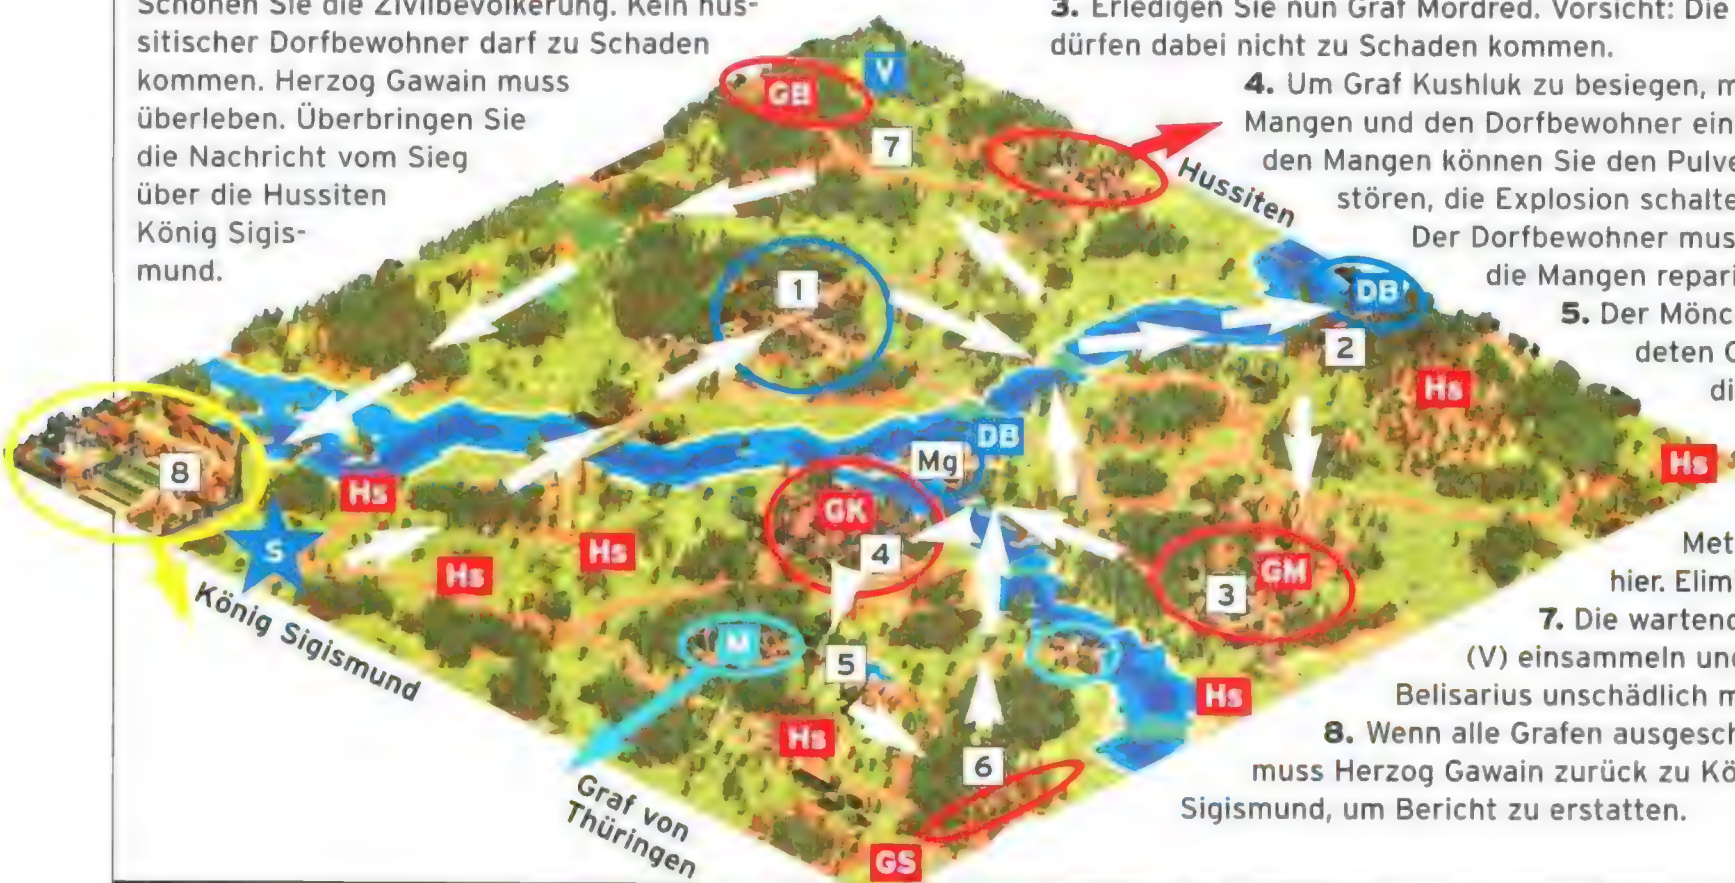 Schonen Sie die Zivilbevölkerung. Kein hus-
sitischer Dorfbewohner darf zu Schaden
kommen. Herzog Gawain muss
überleben. Überbringen Sie
die Nachricht vom Sieg
über die Hussiten
König Sigis-
mund.
3. Erledigen Sie nun Graf Mordred. Vorsicht: Die
dürfen dabei nicht zu Schaden kommen.
4. Um Graf Kushluk zu besiegen, m
Mangen und den Dorfbewohner ein
den Mangen können Sie den Pulve
stören, die Explosion schalte
Der Dorfbewohner mus
die Mangen repari
5. Der Mönc
deten G
di
Met
hier. Elim
7. Die wartend
(V) einsammeln und
Belisarius unschädlich m
8. Wenn alle Grafen ausgesch
muss Herzog Gawain zurück zu Kö
Sigismund, um Bericht zu erstatten.
V
GB
7
Hussiten
1
DB
2
Hs
DB
Mg
Hs
8
Hs
GK
S
Hs
Hs
4
GM
3
König Sigismund
M
5
Hs
Hs
6
Graf von
Thüringen
GS